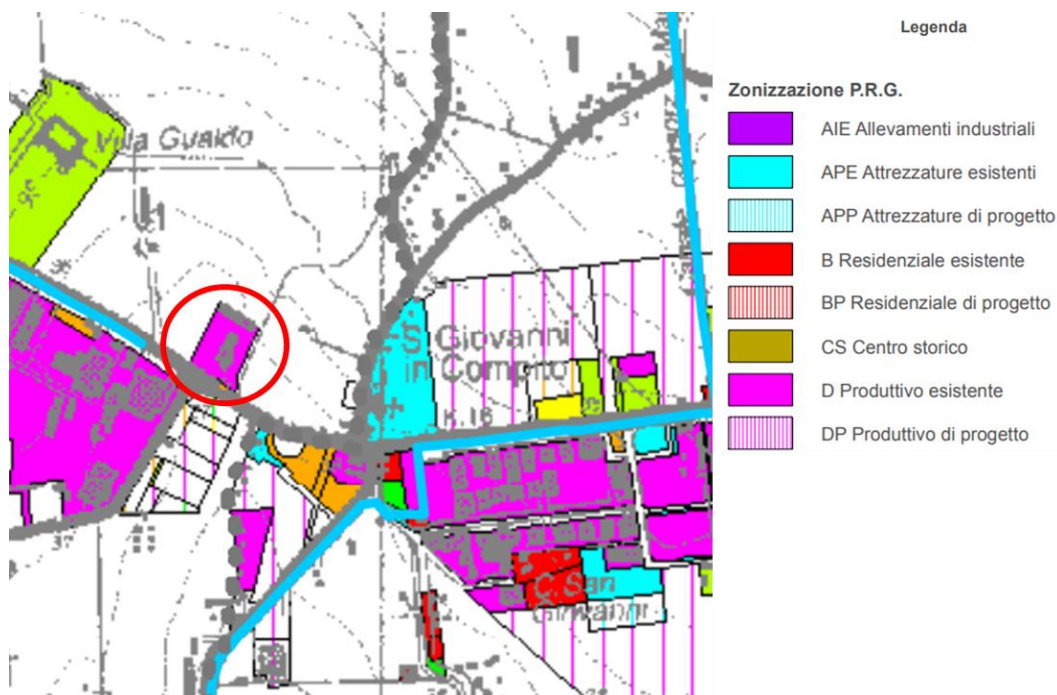 Legenda
Zonizzazione P.R.G.
AIE Allevamenti industriali
APE Attrezzature esistenti
APP Attrezzature di progetto
B Residenziale esistente
BP Residenziale di progetto
CS Centro storico
D Produttivo esistente
DP Produttivo di progetto
Villa Gualdo
S. Giovanni
in Compito
K. 16
C. San
Giovanni